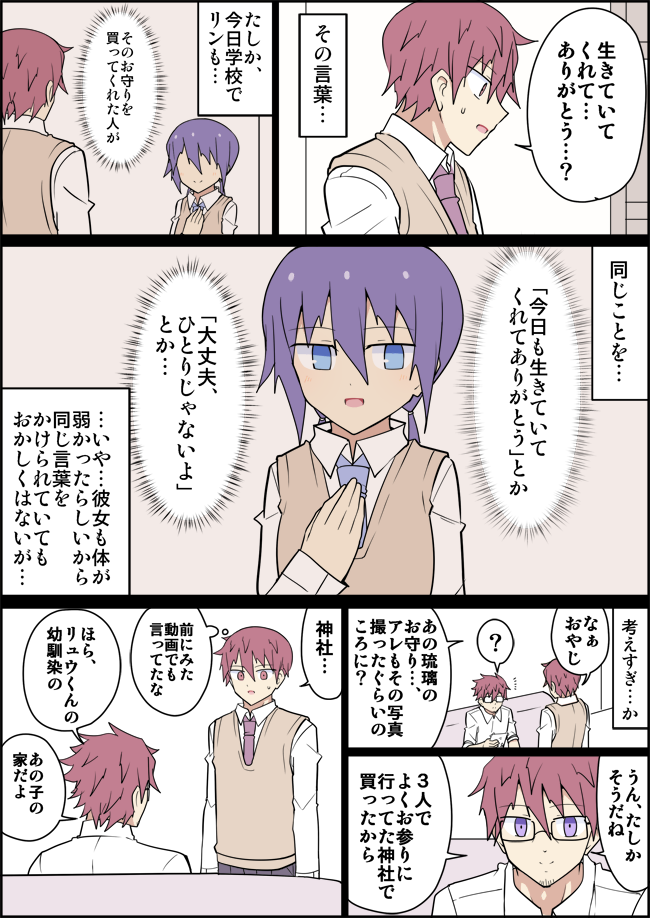 生きていて
くれて…
ありがとう…？
その言葉…
たしか、
今日学校で
リンも…
そのお守りを
買ってくれた人が
同じことを…
「今日も生きていて
くれてありがとう」とか
「大丈夫、
ひとりじゃないよ」
とか…
…いや…彼女も体が
弱かったらしいから
同じ言葉を
かけられていても
おかしくはないが…
考えすぎ…か
なぁ
おやじ
？
あの琉璃の
お守り…、
アレもその写真
撮ったぐらいの
ころに？
うん、たしか
そうだね
３人で
よくお参りに
行ってた神社で
買ったから
神社…
前にみた
動画でも
言ってたな
ほら、
リュウくんの
幼馴染の
あの子の
家だよ